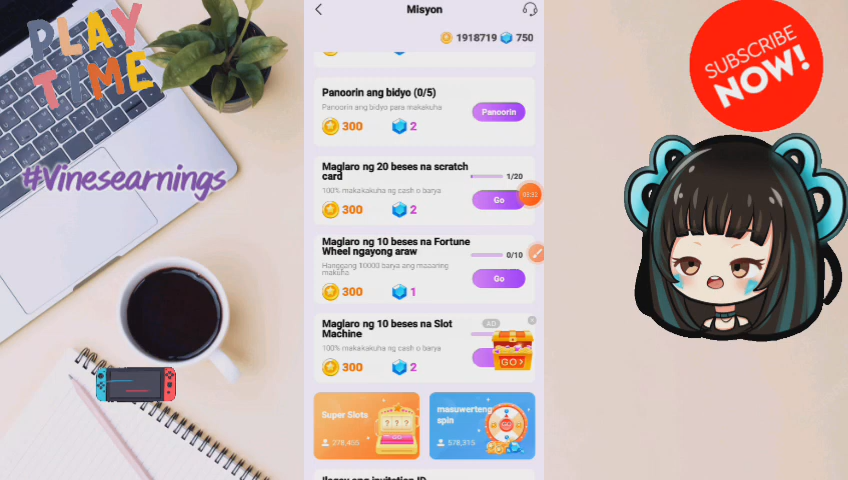 PLAY
TIME
#Vinesearnings
Misyon
1918719 750
Panoorin ang bidyo (0/5)
Panoorin ang bidyo para makakuha
Panoorin
300 2
Maglaro ng 20 beses na scratch
card
1/20
100% makakakuha ng cash o barya
Go
300 2
Maglaro ng 10 beses na Fortune
Wheel ngayong araw
0/10
Hanggang 10000 barya ang maaaring
makuha
Go
300 1
Maglaro ng 10 beses na Slot
Machine
AD
100% makakakuha ng cash o barya
GO>
300 2
Super Slots
278,455
GO
masuwerteng
spin
578,315
SUBSCRIBE
NOW!